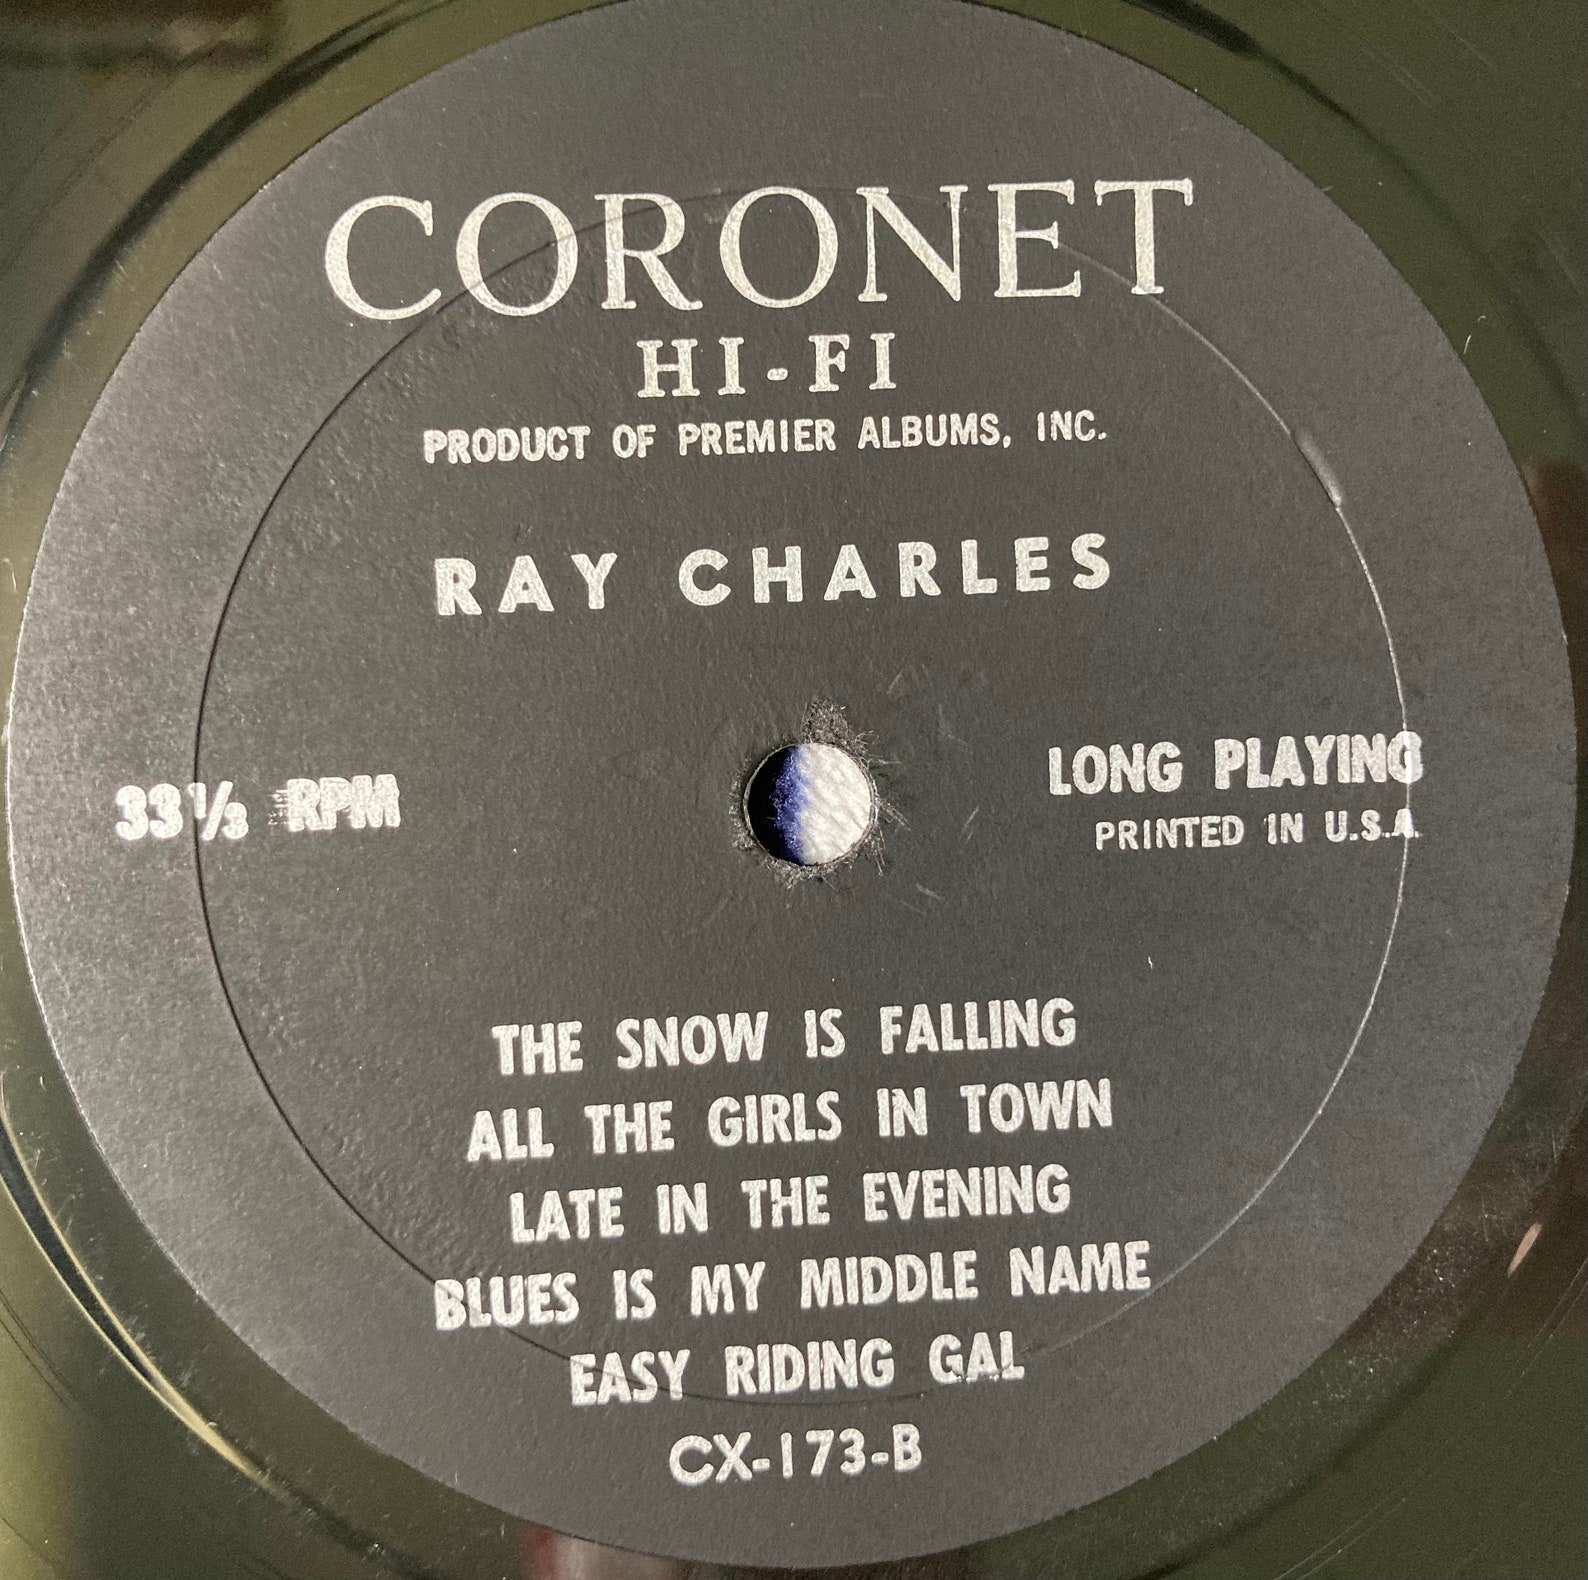 CORONET
HI-FI
PRODUCT OF PREMIER ALBUMS, INC.
RAY CHARLES
33 1/3 RPM
LONG PLAYING
PRINTED IN U.S.A.
THE SNOW IS FALLING
ALL THE GIRLS IN TOWN
LATE IN THE EVENING
BLUES IS MY MIDDLE NAME
EASY RIDING GAL
CX-173-B